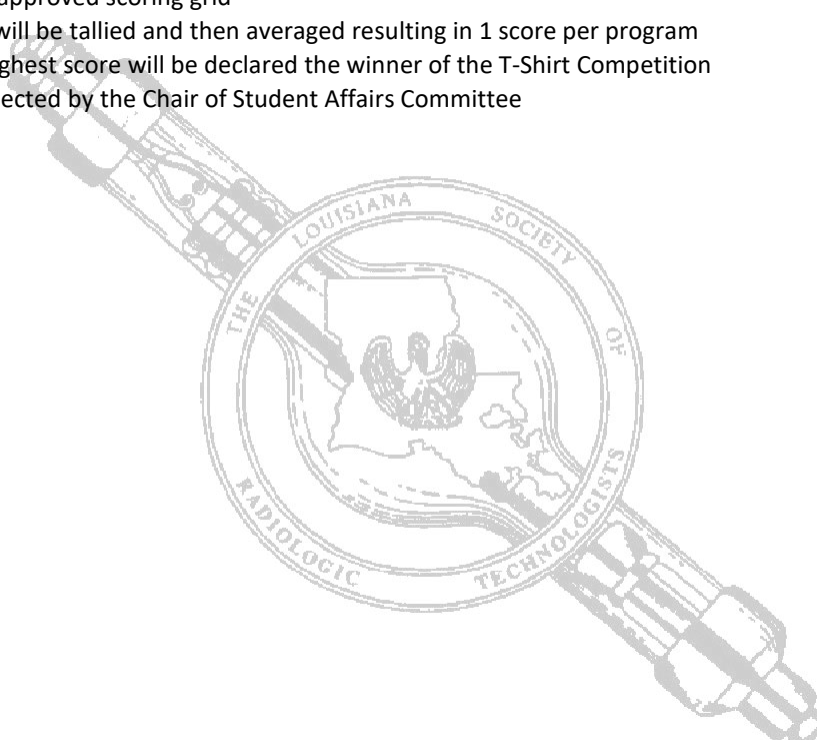 approved scoring grid
will be tallied and then averaged resulting in 1 score per program
ghest score will be declared the winner of the T-Shirt Competition
ected by the Chair of Student Affairs Committee
THE LOUISIANA SOCIETY OF
RADIOLOGIC TECHNOLOGISTS